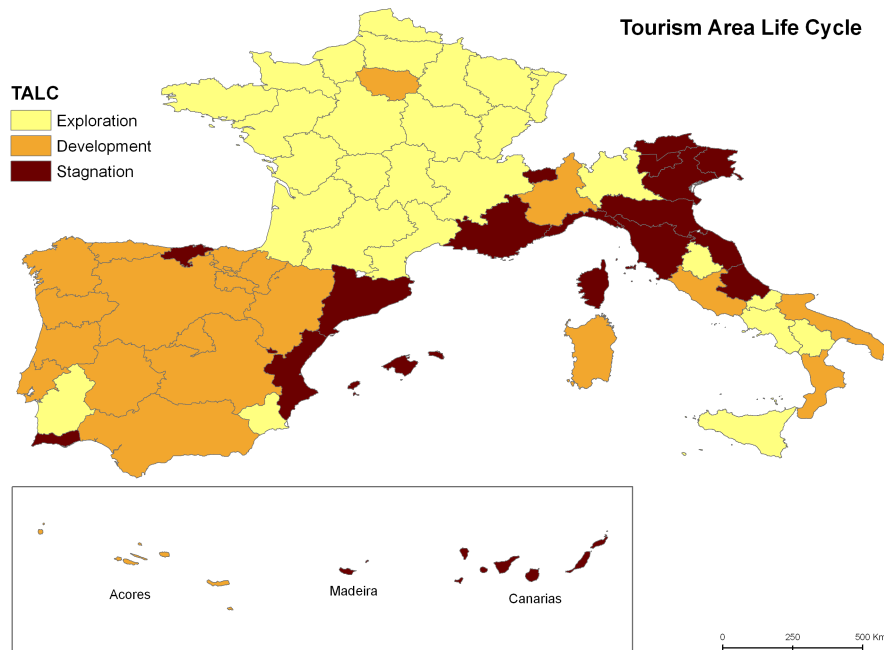 Tourism Area Life Cycle
TALC
Exploration
Development
Stagnation
Acores
Madeira
Canarias
0 250 500 Km